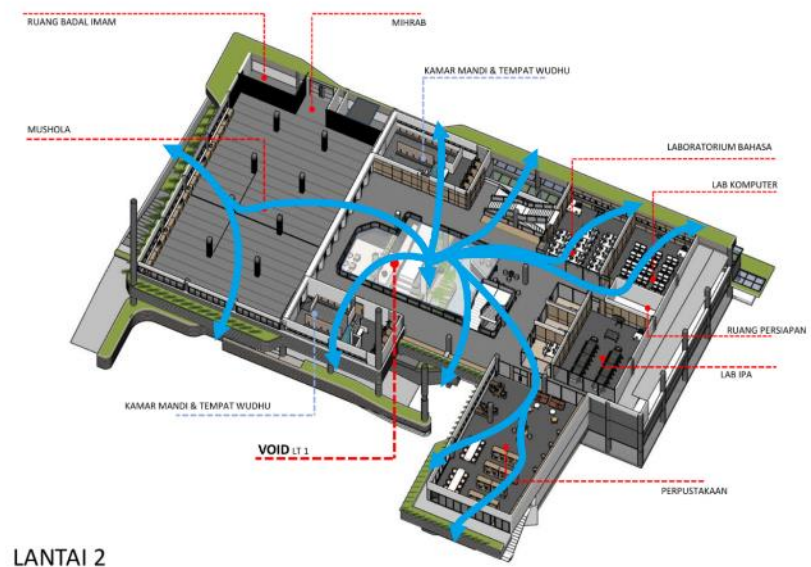 RUANG BADAL IMAM
MIHRAB
KAMAR MANDI & TEMPAT WUDHU
MUSHOLA
LABORATORIUM BAHASA
LAB KOMPUTER
RUANG PERSIAPAN
LAB IPA
KAMAR MANDI & TEMPAT WUDHU
VOID LT 1
PERPUSTAKAAN
LANTAI 2